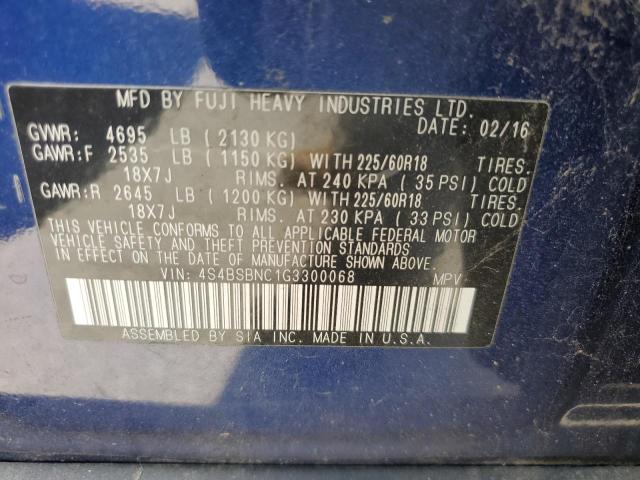 MFD BY FUJI HEAVY INDUSTRIES LTD.
DATE: 02/16
GVWR: 4695 LB ( 2130 KG)
GAWR:F 2535 LB ( 1150 KG) WITH 225/60R18 TIRES.
18X7J RIMS. AT 240 KPA ( 35 PSI) COLD
GAWR:R 2645 LB ( 1200 KG) WITH 225/60R18 TIRES.
18X7J RIMS. AT 230 KPA ( 33 PSI) COLD
THIS VEHICLE CONFORMS TO ALL APPLICABLE FEDERAL MOTOR
VEHICLE SAFETY AND THEFT PREVENTION STANDARDS
IN EFFECT ON THE DATE OF MANUFACTURE SHOWN ABOVE.
VIN: 4S4BSBNC1G3300068 MPV
ASSEMBLED BY SIA INC. MADE IN U.S.A.